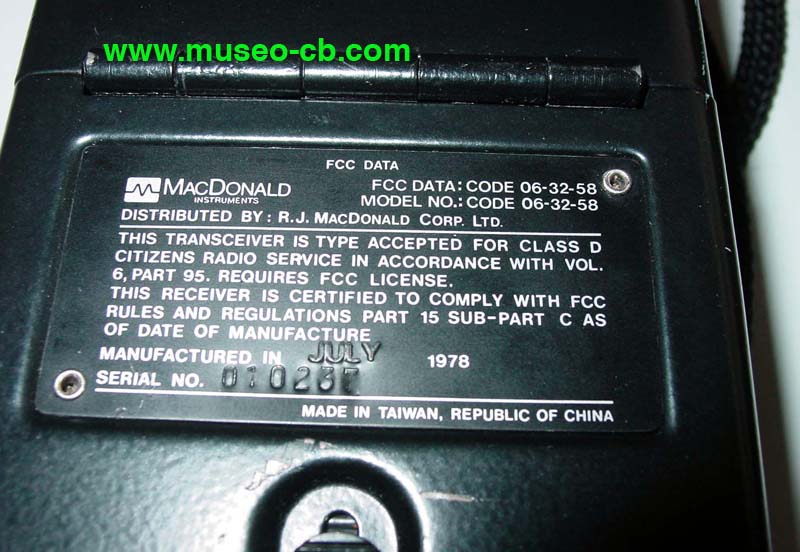 www.museo-cb.com
FCC DATA
MACDONALD
INSTRUMENTS
FCC DATA: CODE 06-32-58
MODEL NO.: CODE 06-32-58
DISTRIBUTED BY: R.J. MACDONALD CORP. LTD.
THIS TRANSCEIVER IS TYPE ACCEPTED FOR CLASS D
CITIZENS RADIO SERVICE IN ACCORDANCE WITH VOL.
6, PART 95. REQUIRES FCC LICENSE.
THIS RECEIVER IS CERTIFIED TO COMPLY WITH FCC
RULES AND REGULATIONS PART 15 SUB-PART C AS
OF DATE OF MANUFACTURE
MANUFACTURED IN JULY 1978
SERIAL NO.
MADE IN TAIWAN, REPUBLIC OF CHINA